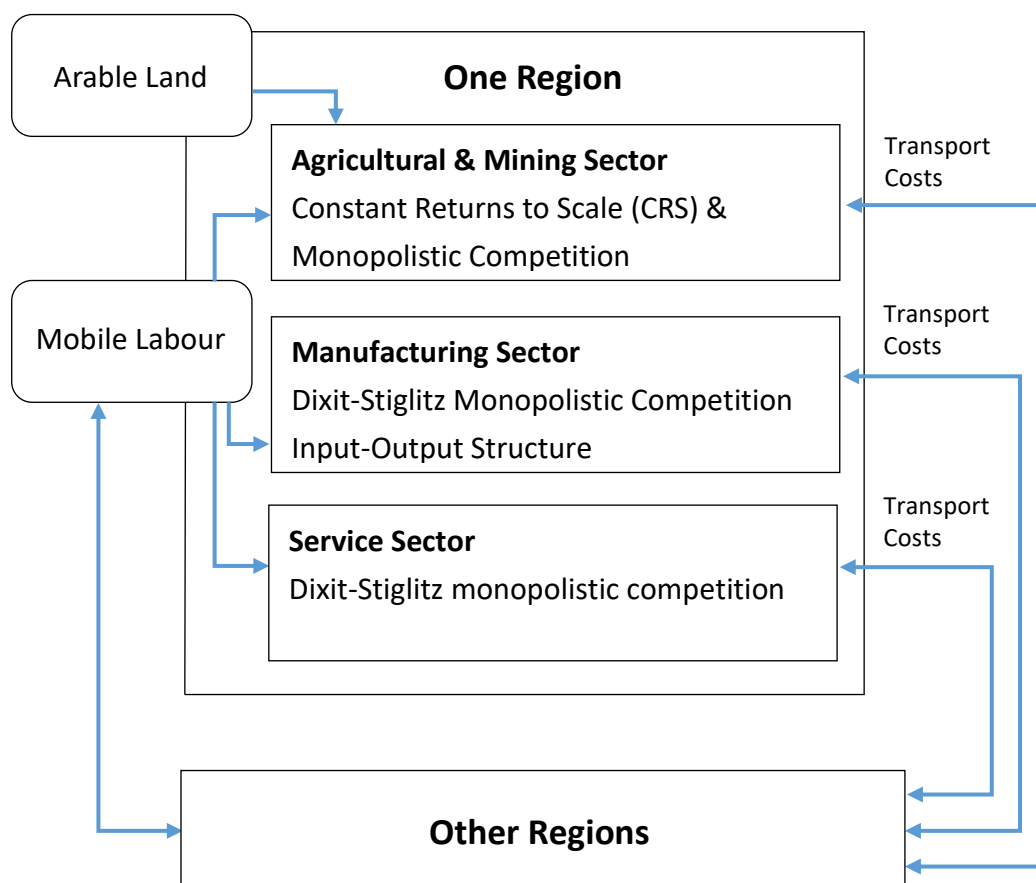 Arable Land
One Region
Agricultural & Mining Sector
Constant Returns to Scale (CRS) &
Monopolistic Competition
Transport
Costs
Mobile Labour
Manufacturing Sector
Dixit-Stiglitz Monopolistic Competition
Input-Output Structure
Transport
Costs
Service Sector
Dixit-Stiglitz monopolistic competition
Transport
Costs
Other Regions